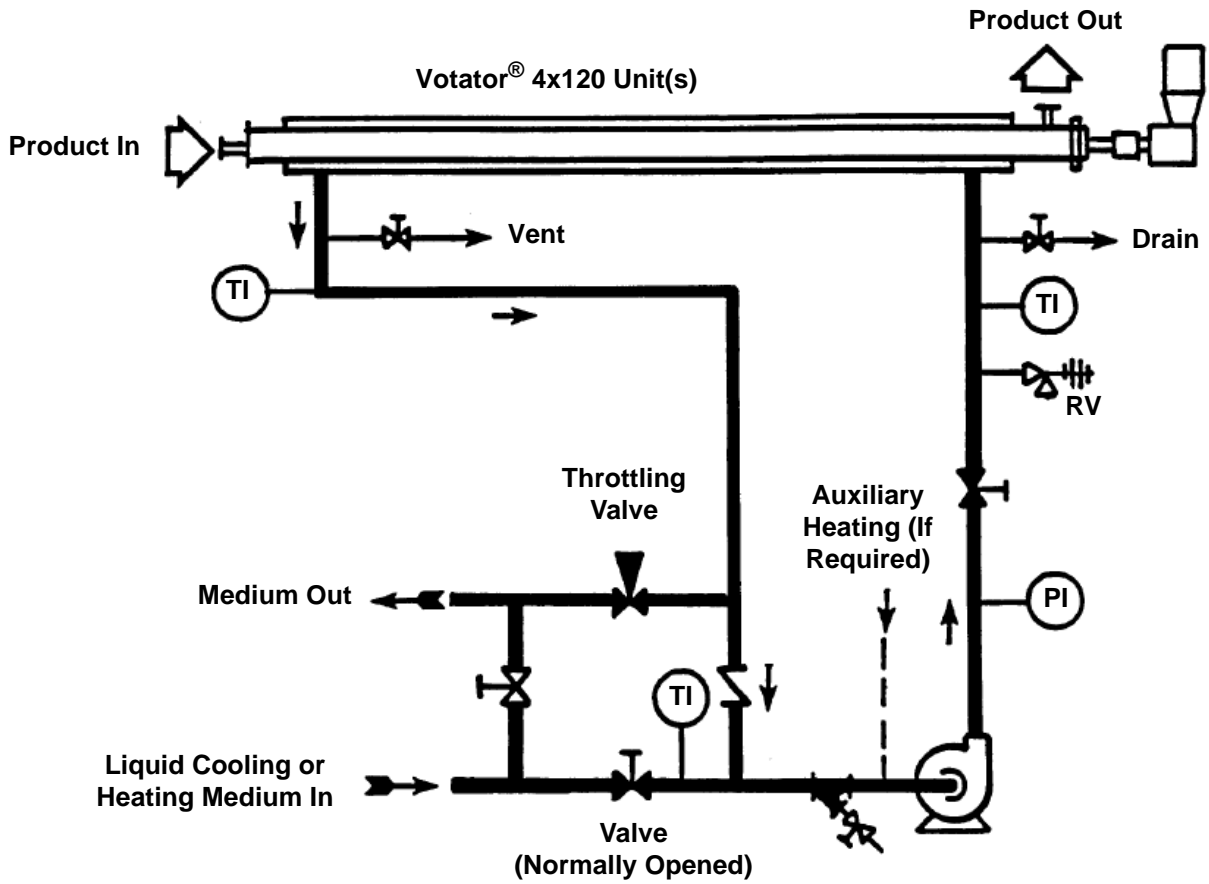 Product Out
Votator® 4x120 Unit(s)
Product In
Vent
Drain
TI
TI
RV
Throttling
Valve
Auxiliary
Heating (If
Required)
Medium Out
PI
TI
Liquid Cooling or
Heating Medium In
Valve
(Normally Opened)